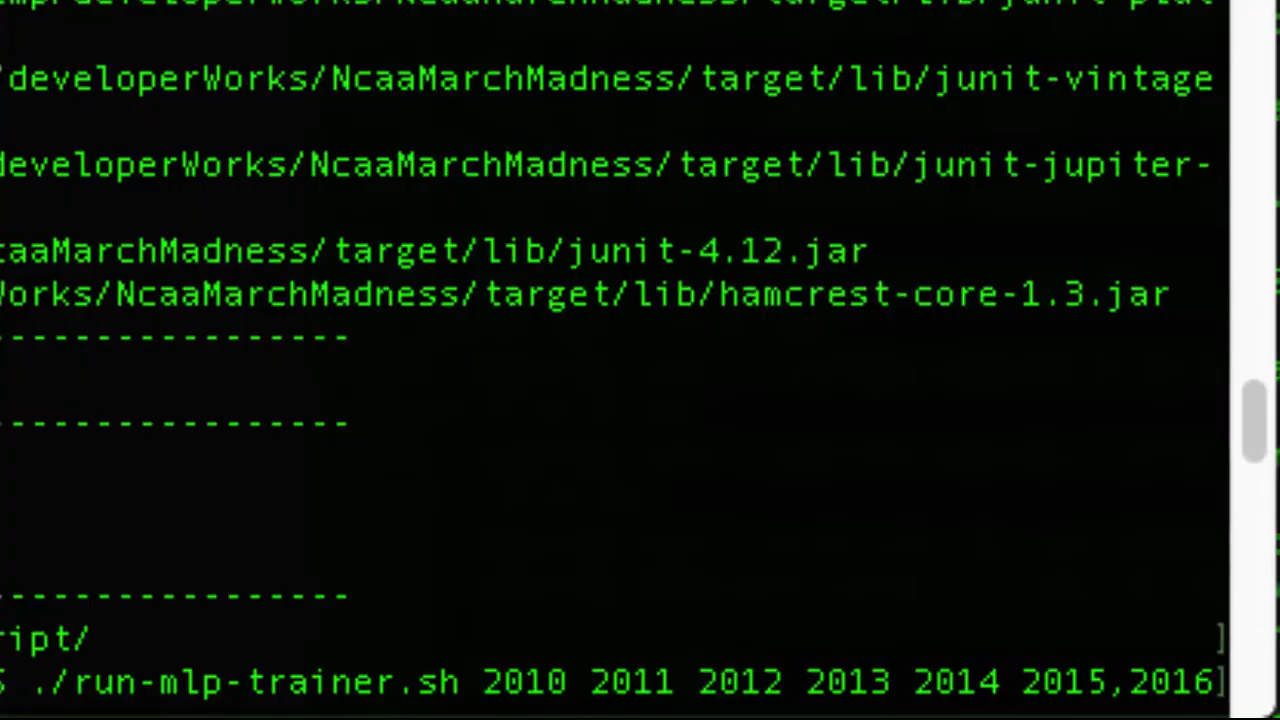 developerWorks/NcaaMarchMadness/target/lib/junit-vintage
developerWorks/NcaaMarchMadness/target/lib/junit-jupiter-
caaMarchMadness/target/lib/junit-4.12.jar
Works/NcaaMarchMadness/target/lib/hamcrest-core-1.3.jar
-----------------
-----------------
-----------------
ript/ ]
$ ./run-mlp-trainer.sh 2010 2011 2012 2013 2014 2015,2016]